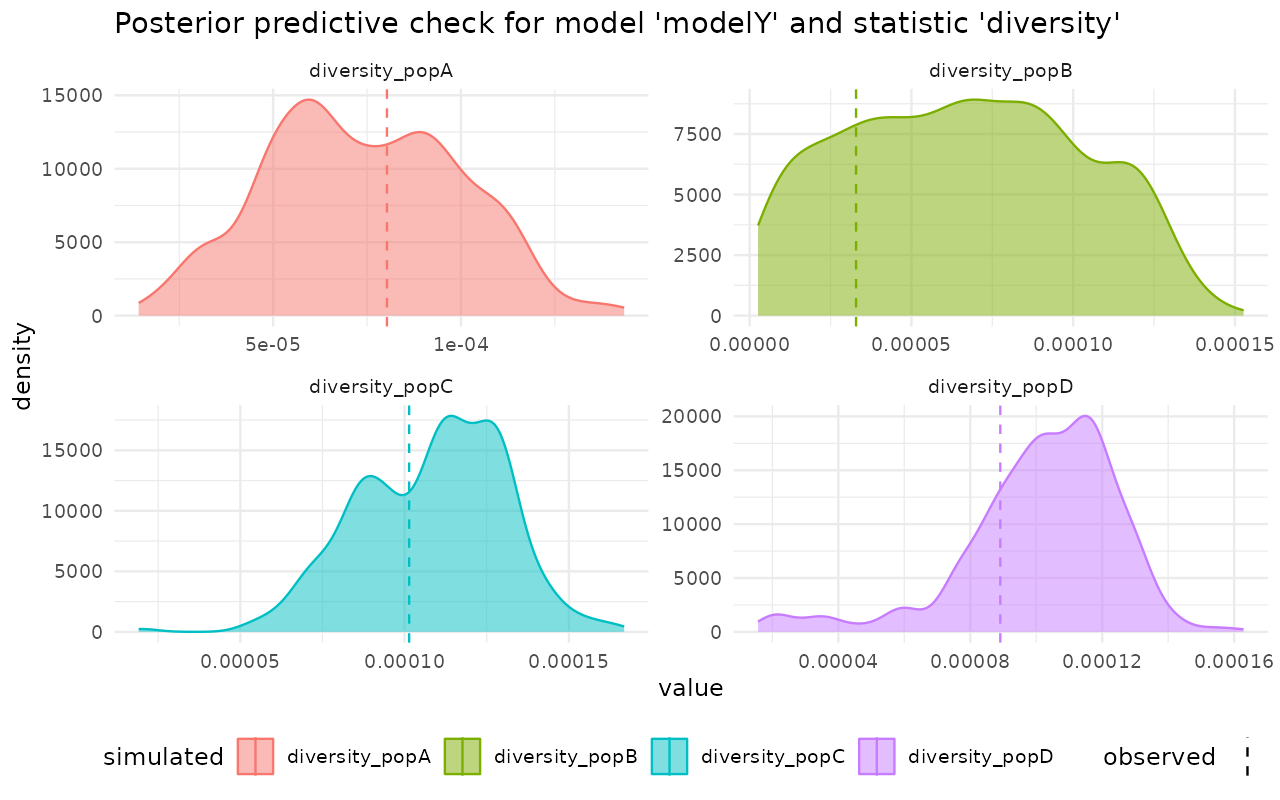 Posterior predictive check for model 'modelY' and statistic 'diversity'
diversity_popA
15000
10000
5000
0
5e-05 1e-04
diversity_popB
7500
5000
2500
0
0.00000 0.00005 0.00010 0.00015
diversity_popC
15000
10000
5000
0
0.00005 0.00010 0.00015
diversity_popD
20000
15000
10000
5000
0
0.00004 0.00008 0.00012 0.00016
density
value
simulated diversity_popA diversity_popB diversity_popC diversity_popD observed